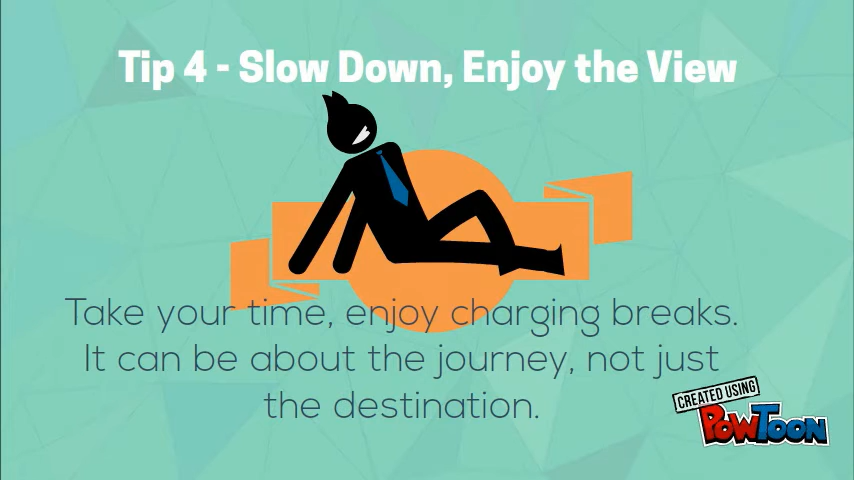 Tip 4 - Slow Down, Enjoy the View
Take your time, enjoy charging breaks.
It can be about the journey, not just
the destination.
CREATED USING
POWTOON